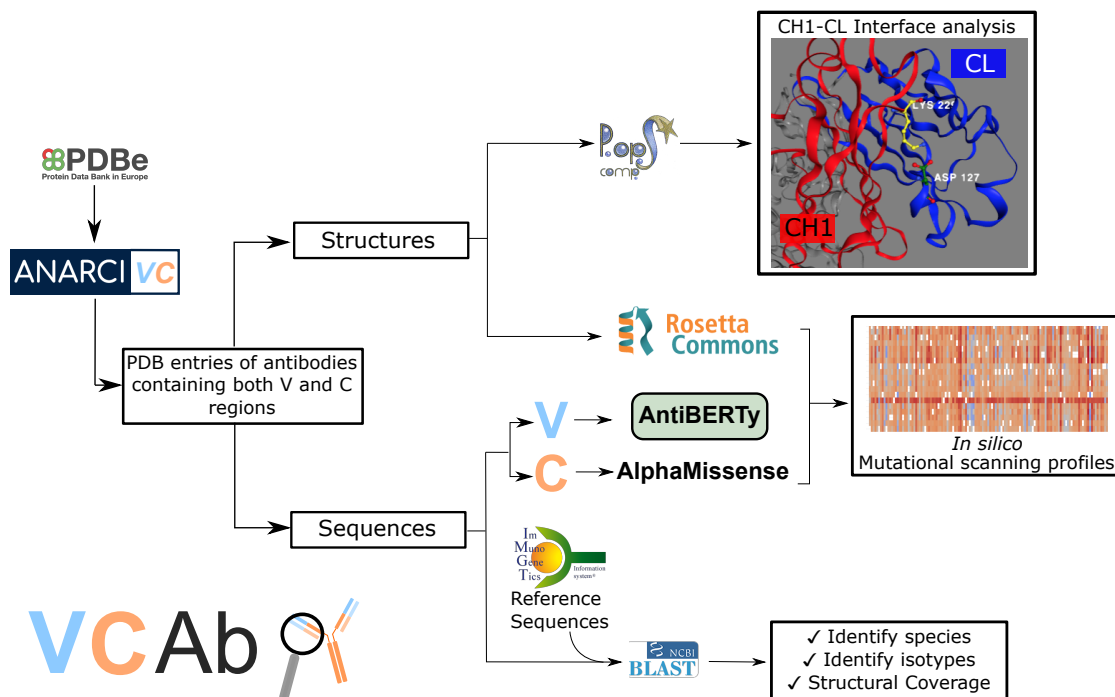 CH1-CL Interface analysis
CL
LYS 22
ASP 127
CH1
PDBe
Protein Data Bank in Europe
P.opS
comp
ANARCI VC
Structures
PDB entries of antibodies
containing both V and C
regions
Rosetta
Commons
V
AntiBERTy
C
AlphaMissense
In silico
Mutational scanning profiles
Sequences
Im
Muno
Gene
Tics
Information
system®
Reference
Sequences
NCBI
BLAST
✓ Identify species
✓ Identify isotypes
✓ Structural Coverage
VCAb